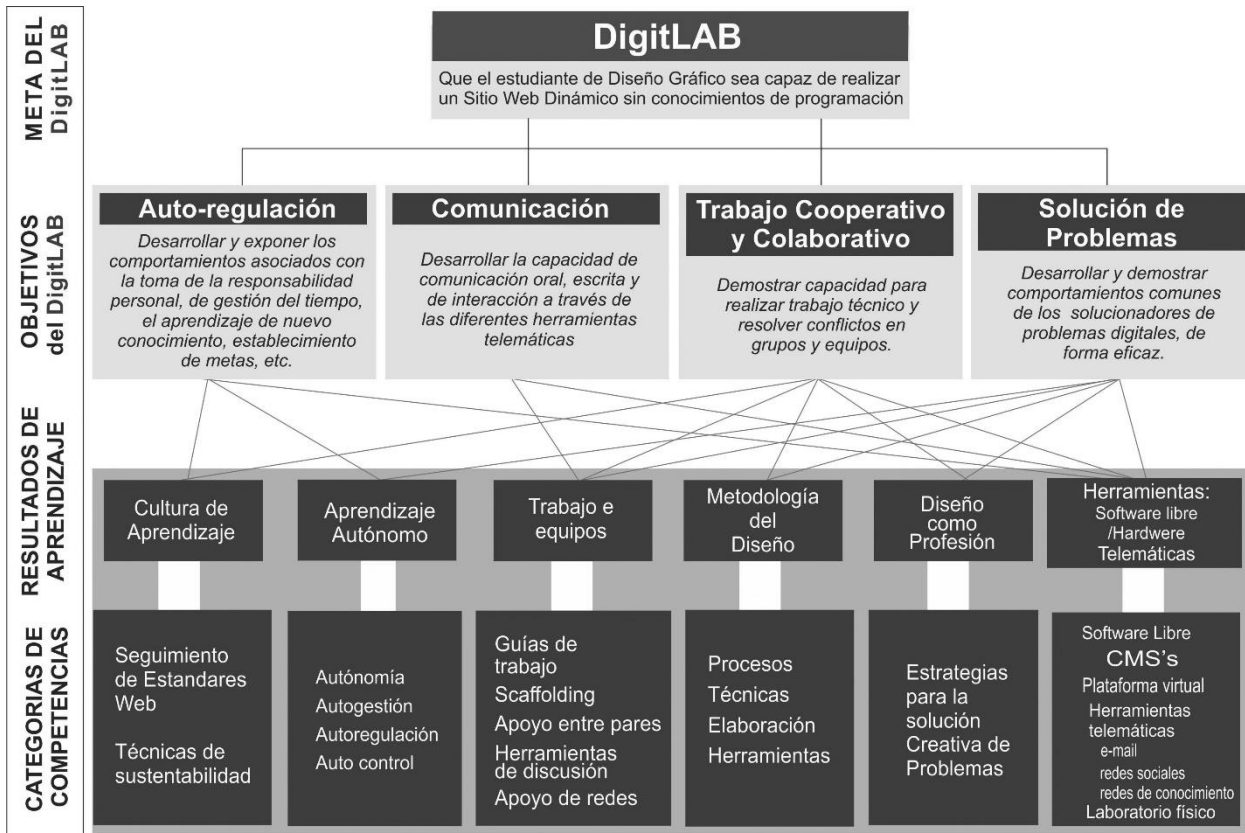 META DEL
DigitLAB
DigitLAB
Que el estudiante de Diseño Gráfico sea capaz de realizar
un Sitio Web Dinámico sin conocimientos de programación
OBJETIVOS
del DigitLAB
Auto-regulación
Desarrollar y exponer los
comportamientos asociados con
la toma de la responsabilidad
personal, de gestión del tiempo,
el aprendizaje de nuevo
conocimiento, establecimiento
de metas, etc.
Comunicación
Desarrollar la capacidad de
comunicación oral, escrita y
de interacción a través de
las diferentes herramientas
telemáticas
Trabajo Cooperativo
y Colaborativo
Demostrar capacidad para
realizar trabajo técnico y
resolver conflictos en
grupos y equipos.
Solución de
Problemas
Desarrollar y demostrar
comportamientos comunes
de los solucionadores de
problemas digitales, de
forma eficaz.
RESULTADOS DE
APRENDIZAJE
Cultura de
Aprendizaje
Aprendizaje
Autónomo
Trabajo e
equipos
Metodología
del
Diseño
Diseño
como
Profesión
Herramientas:
Software libre
/Hardwere
Telemáticas
CATEGORIAS DE
COMPETENCIAS
Seguimiento
de Estandares
Web
Técnicas de
sustentabilidad
Autónomía
Autogestión
Autoregulación
Auto control
Guías de
trabajo
Scaffolding
Apoyo entre pares
Herramientas
de discusión
Apoyo de redes
Procesos
Técnicas
Elaboración
Herramientas
Estrategias
para la
solución
Creativa de
Problemas
Software Libre
CMS's
Plataforma virtual
Herramientas
telemáticas
e-mail
redes sociales
redes de conocimiento
Laboratorio físico